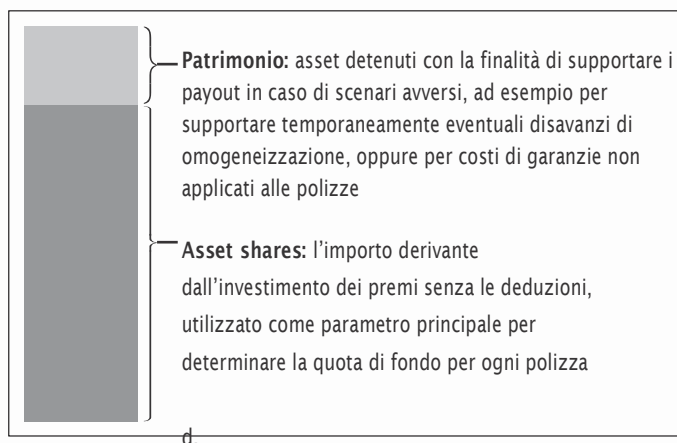 Patrimonio: asset detenuti con la finalità di supportare i
payout in caso di scenari avversi, ad esempio per
supportare temporaneamente eventuali disavanzi di
omogeneizzazione, oppure per costi di garanzie non
applicati alle polizze
Asset shares: l'importo derivante
dall'investimento dei premi senza le deduzioni,
utilizzato come parametro principale per
determinare la quota di fondo per ogni polizza
d.